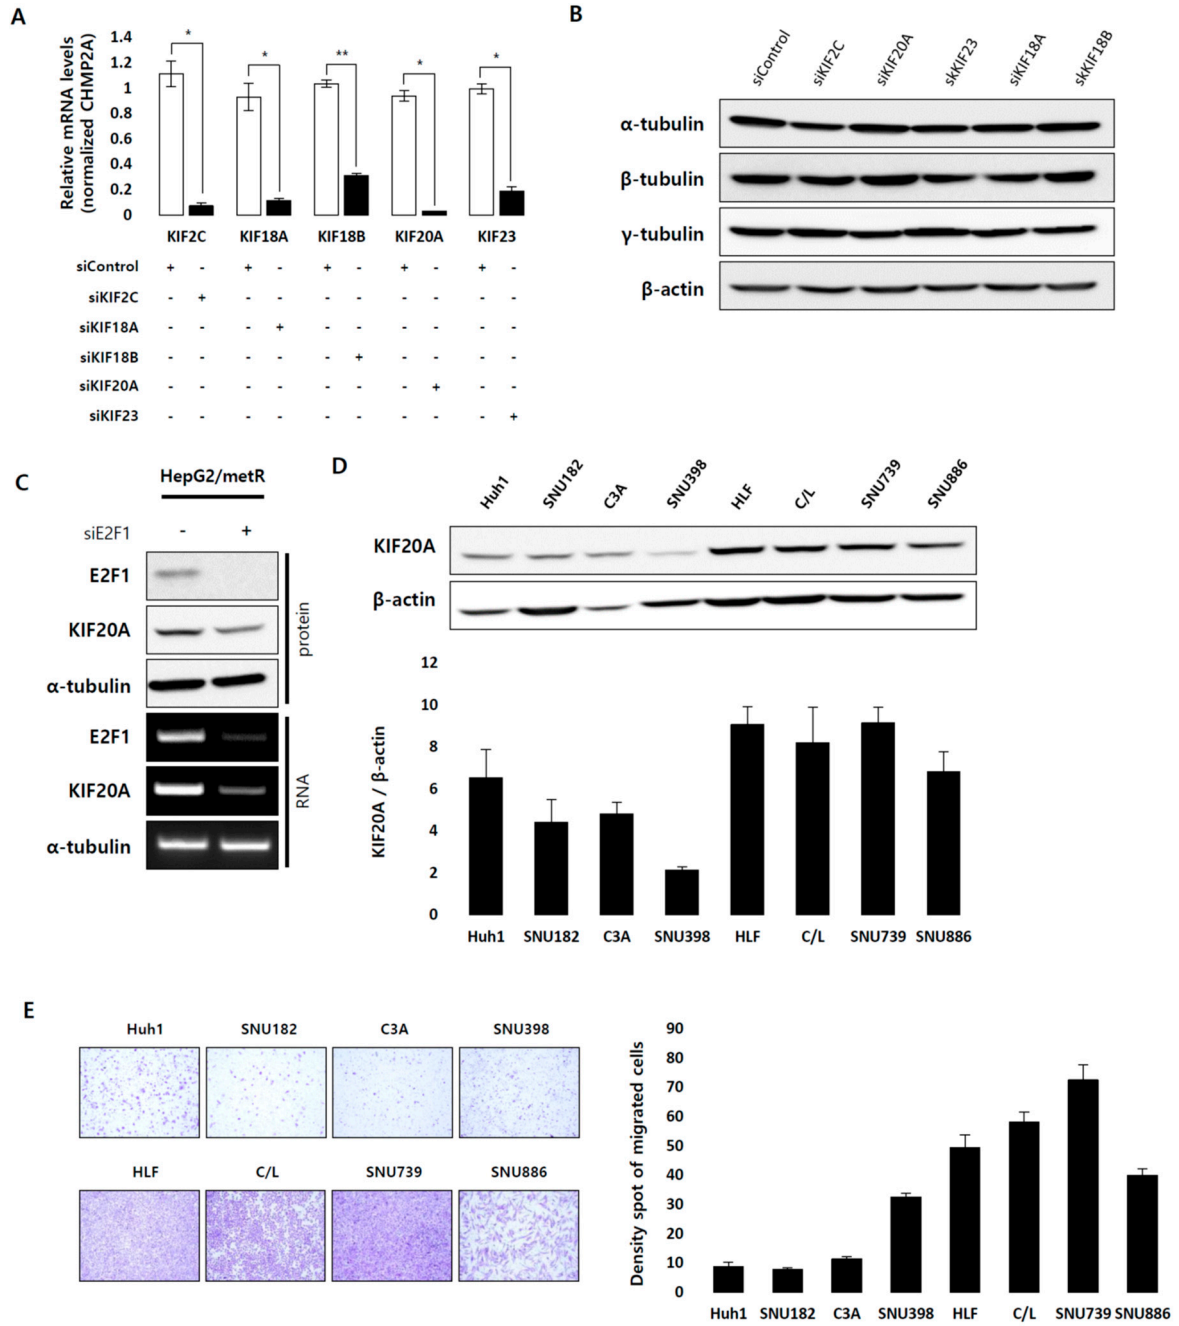 A
Relative mRNA levels
(normalized CHMP2A)
1.4
1.2
1
0.8
0.6
0.4
0.2
0
*
*
**
*
*
KIF2C KIF18A KIF18B KIF20A KIF23
siControl + - + - + - + - + -
siKIF2C - + - - - - - - - -
siKIF18A - - - + - - - - - -
siKIF18B - - - - - + - - - -
siKIF20A - - - - - - - + - -
siKIF23 - - - - - - - - - +
B
siControl siKIF2C siKIF20A skKIF23 siKIF18A skKIF18B
α-tubulin
β-tubulin
γ-tubulin
β-actin
C
HepG2/metR
siE2F1 - +
E2F1
KIF20A
α-tubulin
protein
E2F1
KIF20A
α-tubulin
RNA
D
Huh1 SNU182 C3A SNU398 HLF C/L SNU739 SNU886
KIF20A
β-actin
KIF20A / β-actin
12
10
8
6
4
2
0
Huh1 SNU182 C3A SNU398 HLF C/L SNU739 SNU886
E
Huh1 SNU182 C3A SNU398
HLF C/L SNU739 SNU886
Density spot of migrated cells
90
80
70
60
50
40
30
20
10
0
Huh1 SNU182 C3A SNU398 HLF C/L SNU739 SNU886